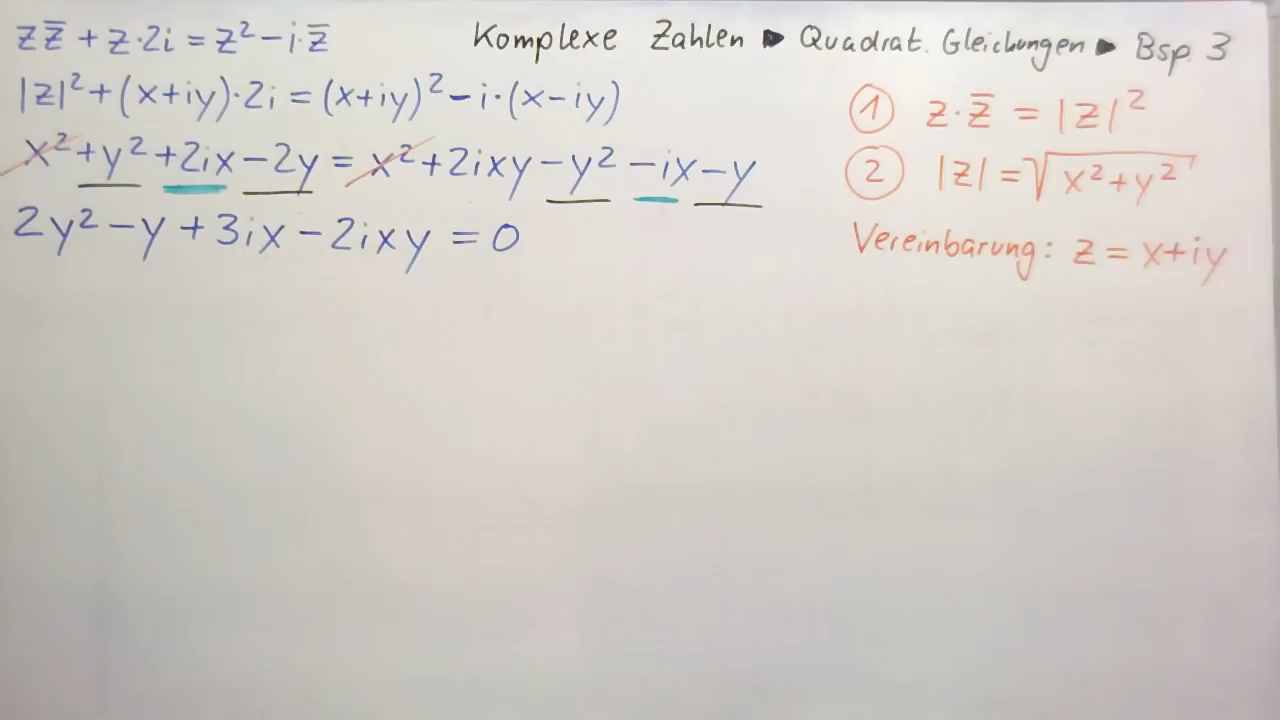 zz̅ + z·2i = z² − i·z̅
Komplexe Zahlen ▶ Quadrat. Gleichungen ▶ Bsp. 3
|z|² + (x+iy)·2i = (x+iy)² − i·(x−iy)
x² + y² + 2ix − 2y = x² + 2ixy − y² − ix − y
2y² − y + 3ix − 2ixy = 0
① z·z̅ = |z|²
② |z| = √(x²+y²)
Vereinbarung: z = x+iy